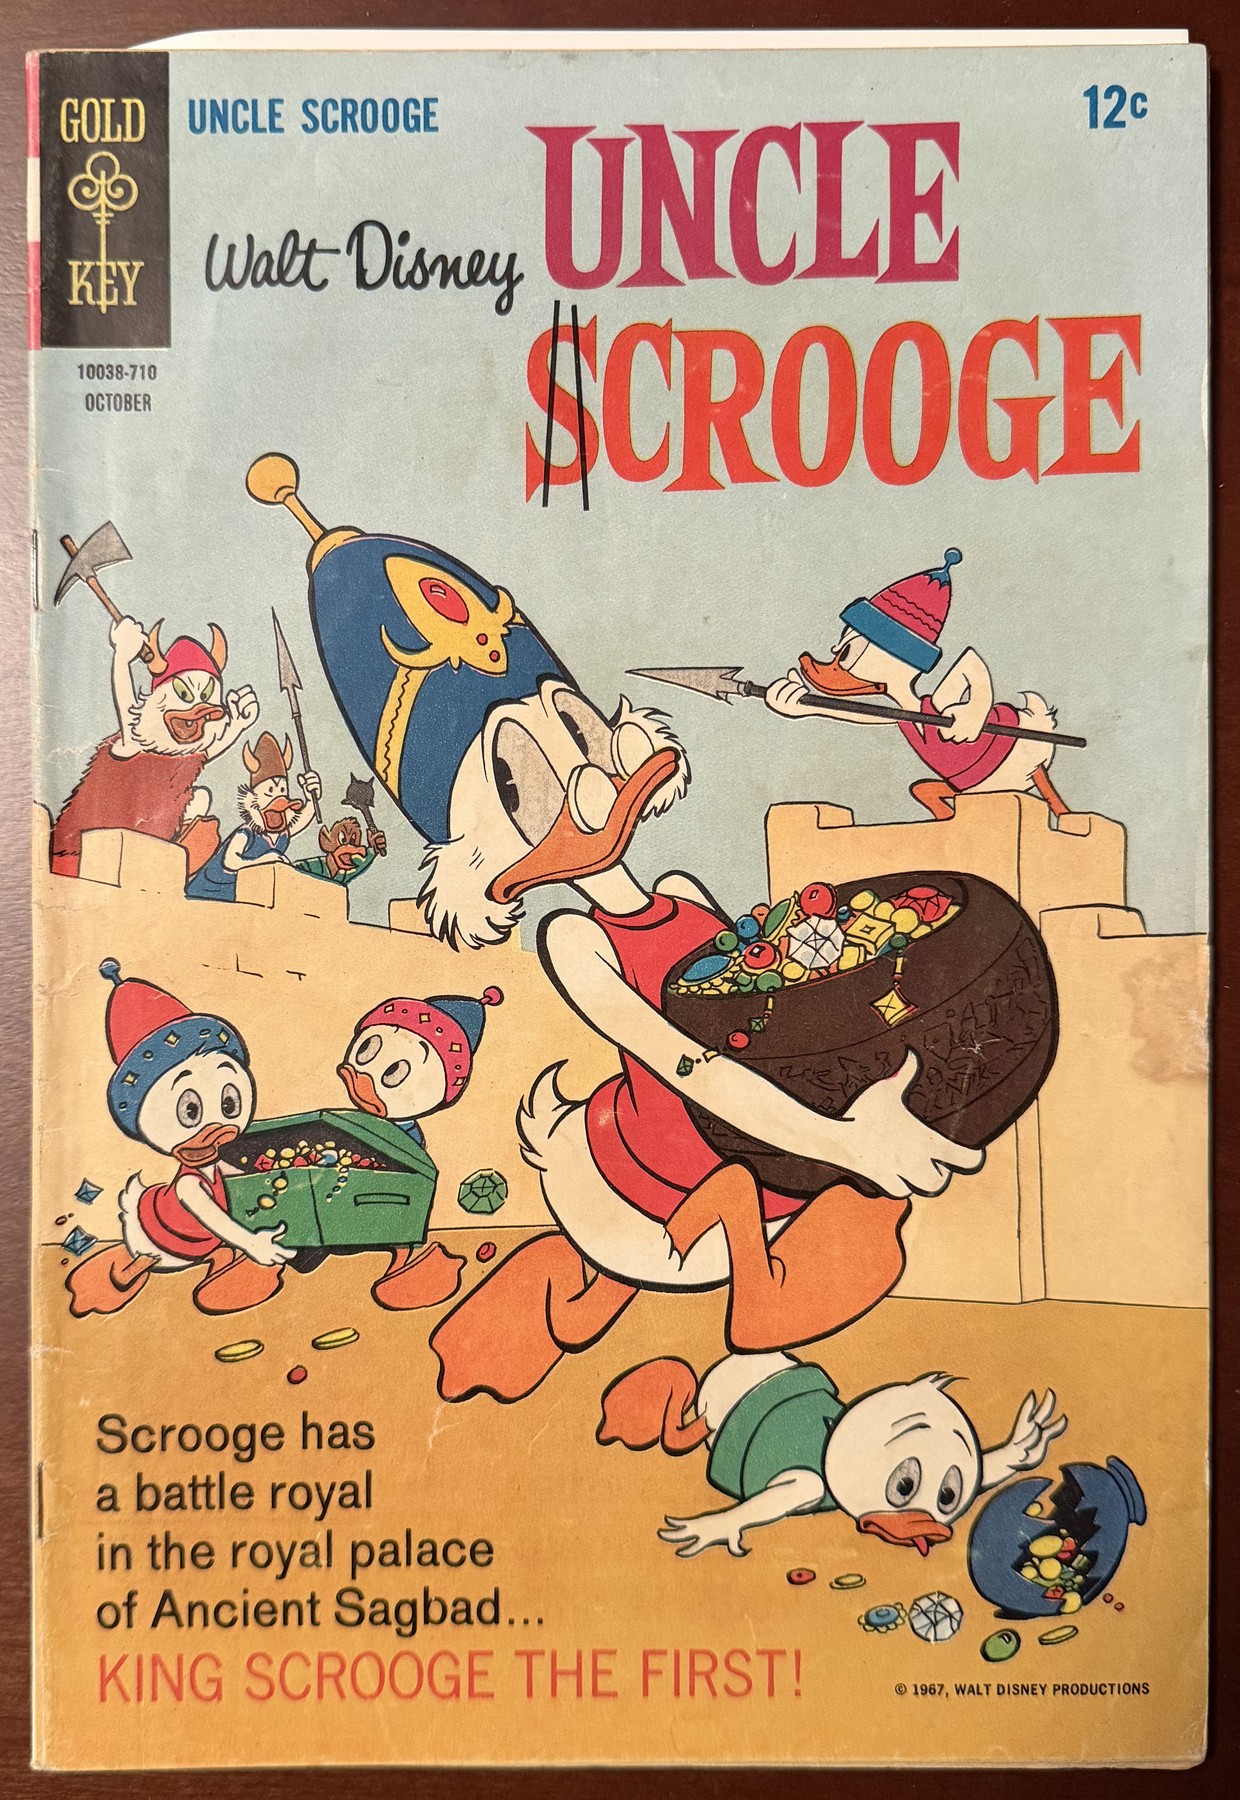 GOLD
KEY
UNCLE SCROOGE
12c
Walt Disney
UNCLE
SCROOGE
10038-710
OCTOBER
Scrooge has
a battle royal
in the royal palace
of Ancient Sagbad...
KING SCROOGE THE FIRST!
© 1967, WALT DISNEY PRODUCTIONS